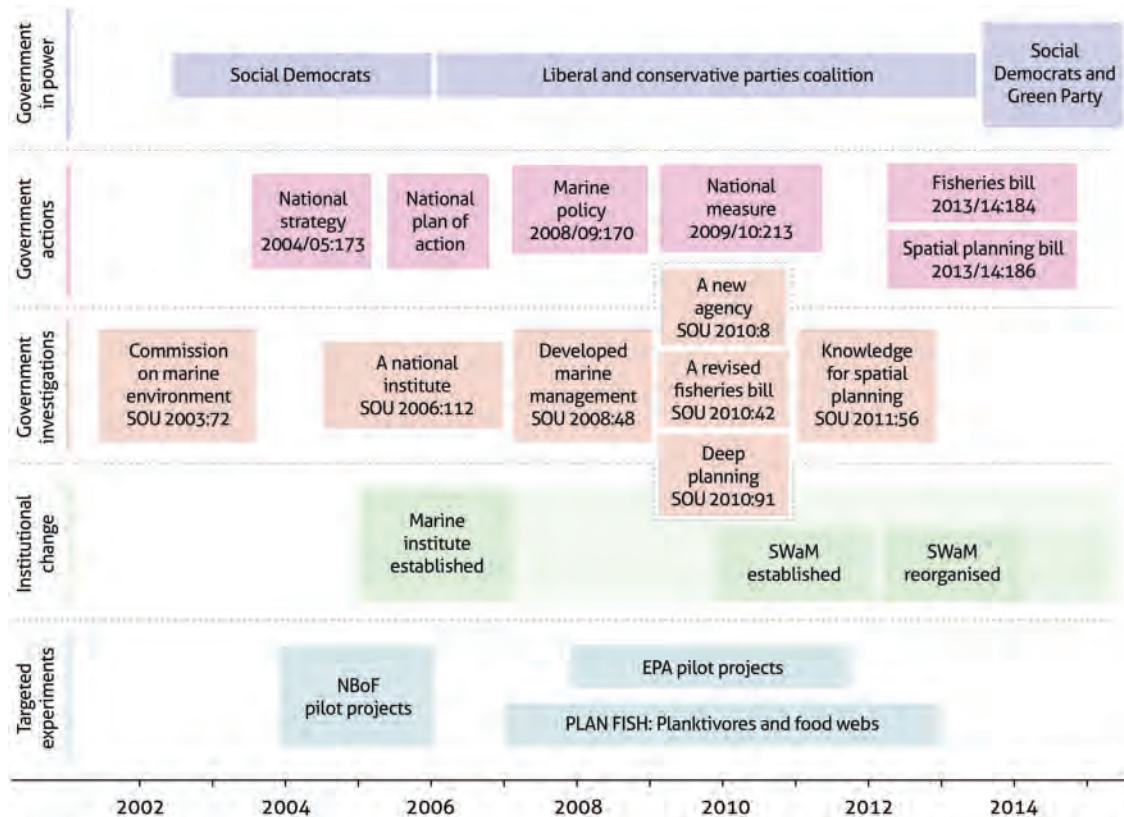 Government
in power
Social Democrats
Liberal and conservative parties coalition
Social
Democrats and
Green Party
Government
actions
National
strategy
2004/05:173
National
plan of
action
Marine
policy
2008/09:170
National
measure
2009/10:213
Fisheries bill
2013/14:184
Spatial planning bill
2013/14:186
Government
investigations
Commission
on marine
environment
SOU 2003:72
A national
institute
SOU 2006:112
Developed
marine
management
SOU 2008:48
A new
agency
SOU 2010:8
A revised
fisheries bill
SOU 2010:42
Deep
planning
SOU 2010:91
Knowledge
for spatial
planning
SOU 2011:56
Institutional
change
Marine
institute
established
SWaM
established
SWaM
reorganised
Targeted
experiments
NBoF
pilot projects
EPA pilot projects
PLAN FISH: Planktivores and food webs
2002 2004 2006 2008 2010 2012 2014